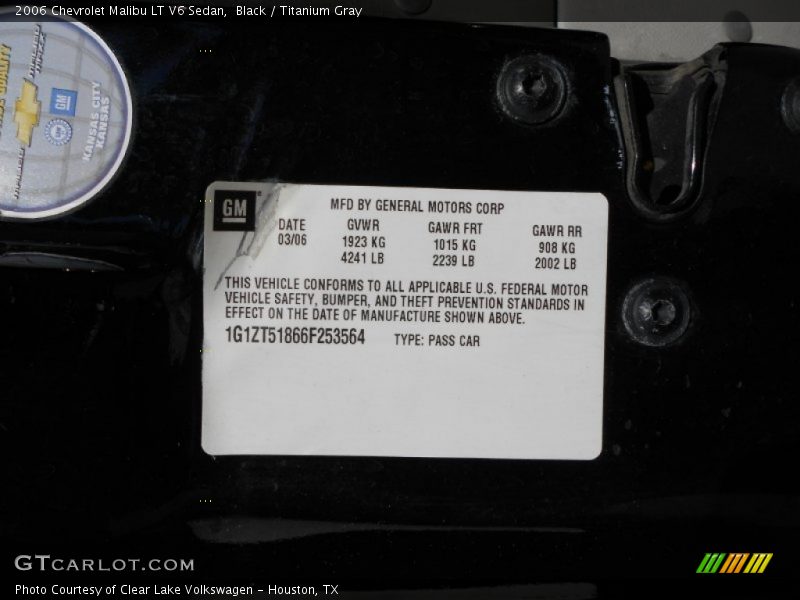 2006 Chevrolet Malibu LT V6 Sedan,  Black / Titanium Gray
QUALITY
GM
KANSAS CITY
KANSAS
GM
MFD BY GENERAL MOTORS CORP
DATE GVWR GAWR FRT GAWR RR
03/06 1923 KG 1015 KG 908 KG
4241 LB 2239 LB 2002 LB
THIS VEHICLE CONFORMS TO ALL APPLICABLE U.S. FEDERAL MOTOR
VEHICLE SAFETY, BUMPER, AND THEFT PREVENTION STANDARDS IN
EFFECT ON THE DATE OF MANUFACTURE SHOWN ABOVE.
1G1ZT51866F253564 TYPE: PASS CAR
GTCARLOT.COM
Photo Courtesy of Clear Lake Volkswagen - Houston, TX